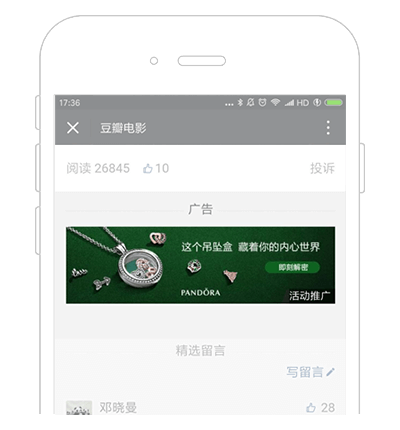 17:36
HD
豆瓣电影
阅读 26845 10
投诉
广告
这个吊坠盒 藏着你的内心世界
即刻解密
PANDÖRA
活动推广
精选留言
写留言
邓晓曼
28